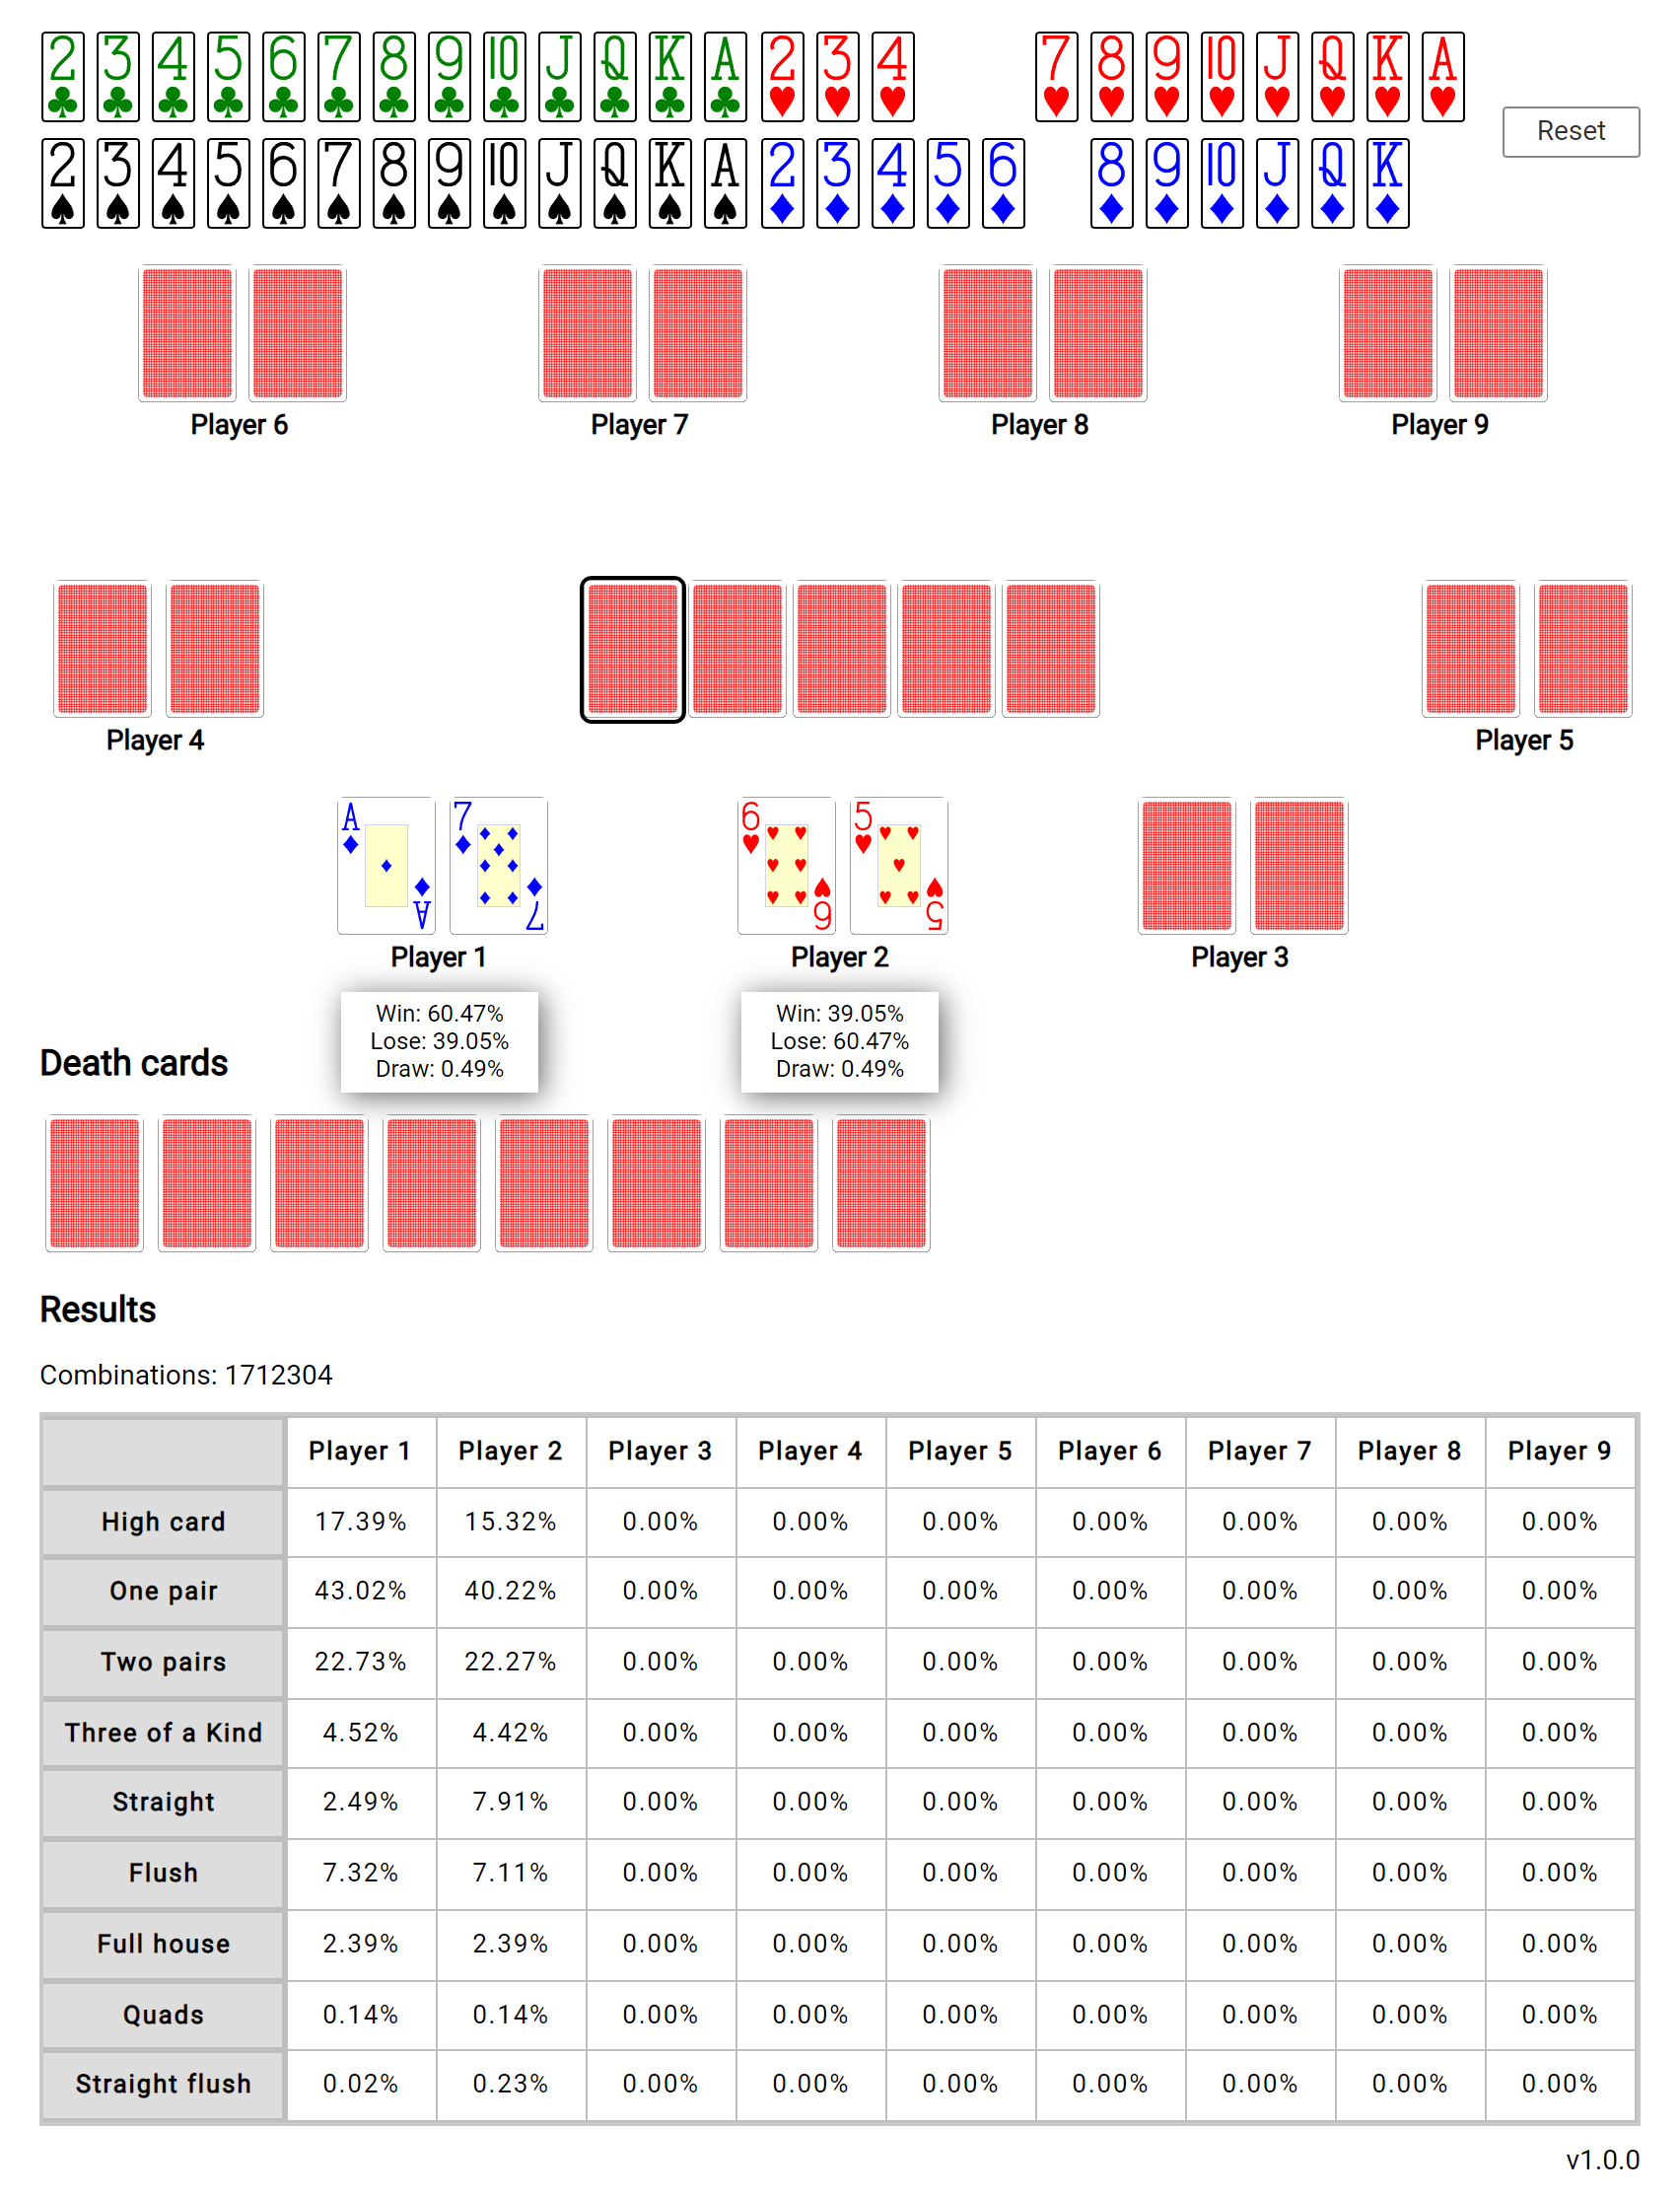 2 3 4 5 6 7 8 9 10 J Q K A 2 3 4 7 8 9 10 J Q K A
Reset
2 3 4 5 6 7 8 9 10 J Q K A 2 3 4 5 6 8 9 10 J Q K
Player 6 Player 7 Player 8 Player 9
Player 4 Player 5
A A 7 7 6 6 5 5
Player 1 Player 2 Player 3
Win: 60.47% Win: 39.05%
Lose: 39.05% Lose: 60.47%
Draw: 0.49% Draw: 0.49%
Death cards
Results
Combinations: 1712304
Player 1 Player 2 Player 3 Player 4 Player 5 Player 6 Player 7 Player 8 Player 9
High card 17.39% 15.32% 0.00% 0.00% 0.00% 0.00% 0.00% 0.00% 0.00%
One pair 43.02% 40.22% 0.00% 0.00% 0.00% 0.00% 0.00% 0.00% 0.00%
Two pairs 22.73% 22.27% 0.00% 0.00% 0.00% 0.00% 0.00% 0.00% 0.00%
Three of a Kind 4.52% 4.42% 0.00% 0.00% 0.00% 0.00% 0.00% 0.00% 0.00%
Straight 2.49% 7.91% 0.00% 0.00% 0.00% 0.00% 0.00% 0.00% 0.00%
Flush 7.32% 7.11% 0.00% 0.00% 0.00% 0.00% 0.00% 0.00% 0.00%
Full house 2.39% 2.39% 0.00% 0.00% 0.00% 0.00% 0.00% 0.00% 0.00%
Quads 0.14% 0.14% 0.00% 0.00% 0.00% 0.00% 0.00% 0.00% 0.00%
Straight flush 0.02% 0.23% 0.00% 0.00% 0.00% 0.00% 0.00% 0.00% 0.00%
v1.0.0